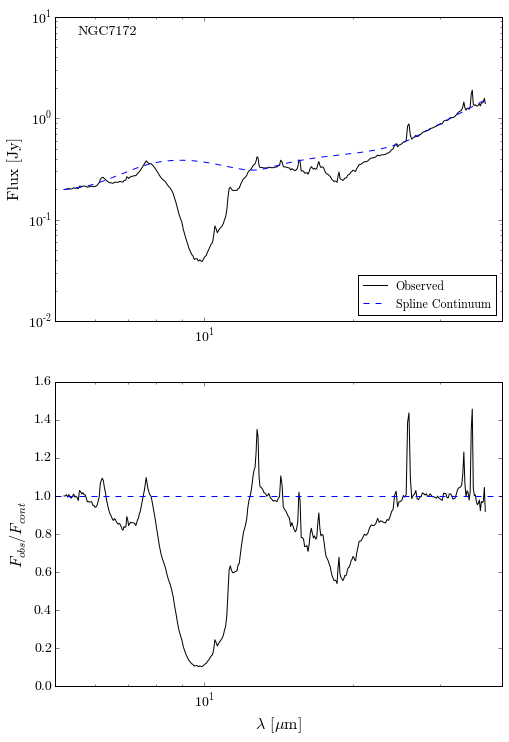 10^1
NGC7172
10^0
Flux [Jy]
10^-1
Observed
Spline Continuum
10^-2
10^1
1.6
1.4
1.2
1.0
0.8
F_obs/F_cont
0.6
0.4
0.2
0.0
10^1
λ [μm]